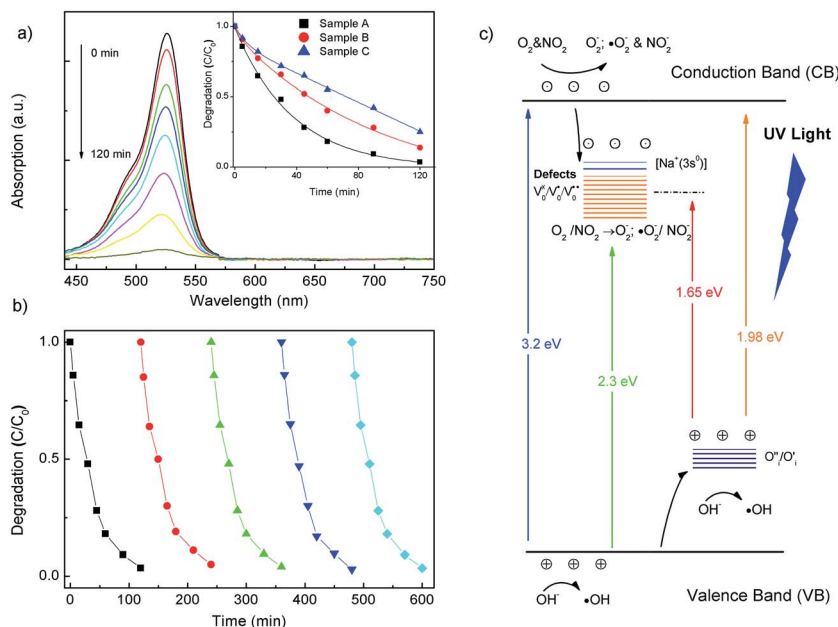 a)
0 min
120 min
Absorption (a.u.)
450 500 550 600 650 700 750
Wavelength (nm)
Degradation (C/C₀)
1.0
0.5
0.0
0 40 80 120
Time (min)
Sample A
Sample B
Sample C
b)
Degradation (C/C₀)
1.0
0.5
0.0
0 100 200 300 400 500 600
Time (min)
c)
O₂&NO₂ O₂⁻; •O₂⁻ & NO₂⁻
Conduction Band (CB)
UV Light
Defects
V₀ˣ/V₀•/V₀••
[Na⁺(3s⁰)]
O₂ /NO₂ →O₂⁻; •O₂⁻/ NO₂⁻
3.2 eV
2.3 eV
1.65 eV
1.98 eV
O''ᵢ/O'ᵢ
OH⁻ •OH
OH⁻ •OH
Valence Band (VB)